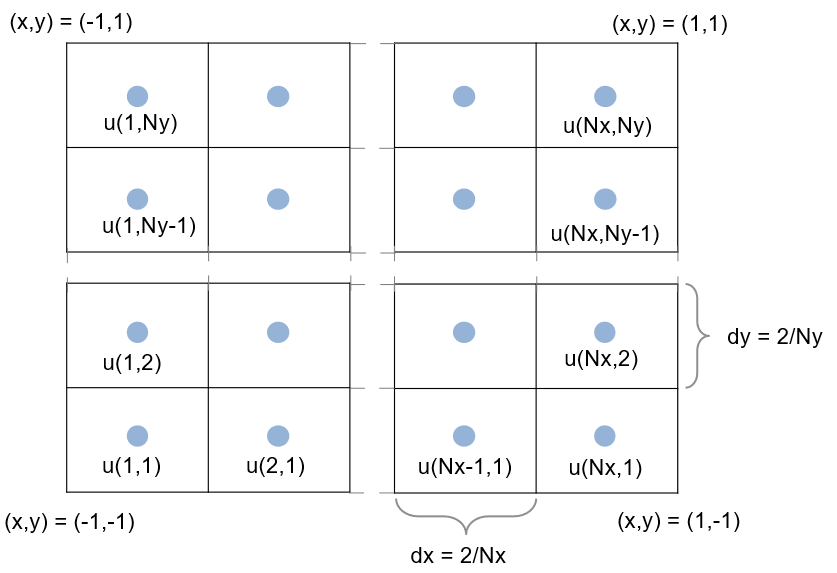 (x,y) = (-1,1)
(x,y) = (1,1)
u(1,Ny)
u(Nx,Ny)
u(1,Ny-1)
u(Nx,Ny-1)
dy = 2/Ny
u(1,2)
u(Nx,2)
u(1,1)
u(2,1)
u(Nx-1,1)
u(Nx,1)
(x,y) = (-1,-1)
(x,y) = (1,-1)
dx = 2/Nx